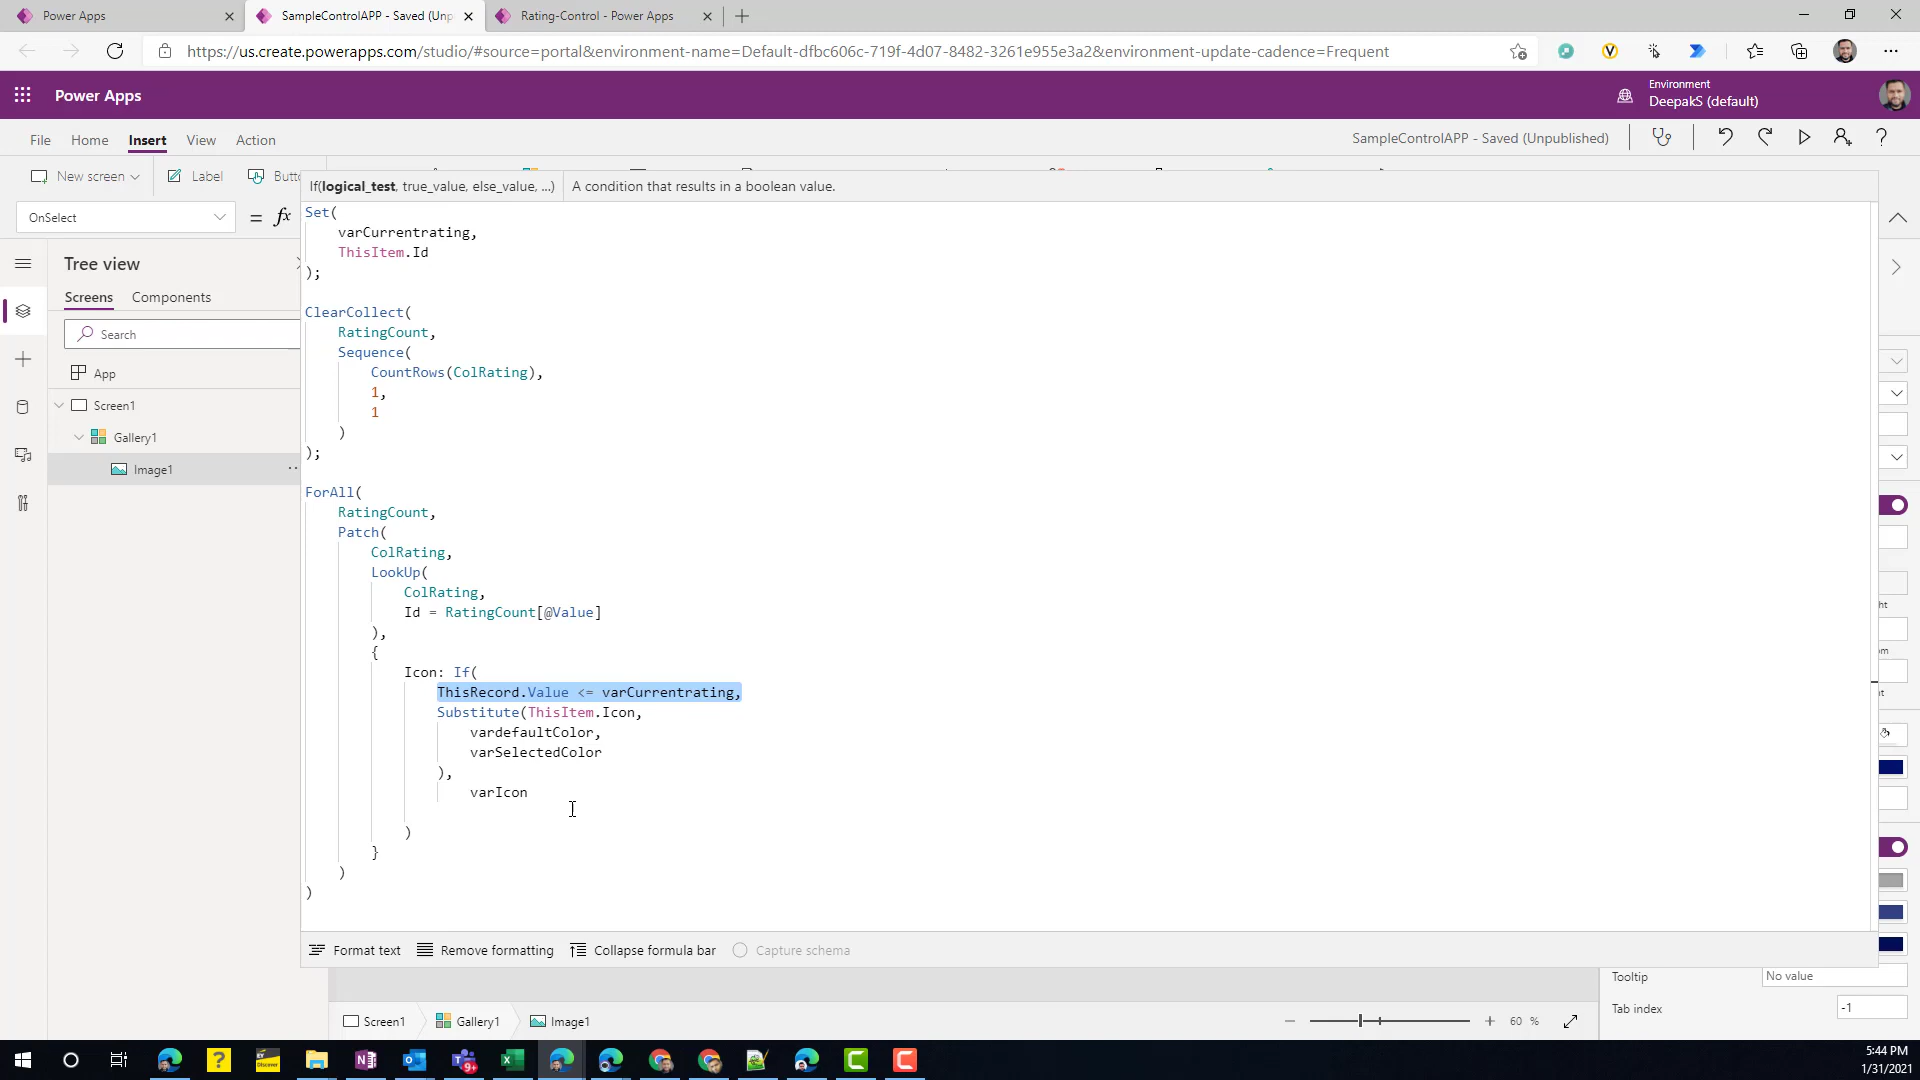 Power Apps
SampleControlAPP - Saved (Unp
Rating-Control - Power Apps
https://us.create.powerapps.com/studio/#source=portal&environment-name=Default-dfbc606c-719f-4d07-8482-3261e955e3a2&environment-update-cadence=Frequent
Power Apps
Environment
DeepakS (default)
File Home Insert View Action
SampleControlAPP - Saved (Unpublished)
New screen Label Butt
If(logical_test, true_value, else_value, ...) A condition that results in a boolean value.
OnSelect = fx
Set(
varCurrentrating,
ThisItem.Id
);
ClearCollect(
RatingCount,
Sequence(
CountRows(ColRating),
1,
1
)
);
ForAll(
RatingCount,
Patch(
ColRating,
LookUp(
ColRating,
Id = RatingCount[@Value]
),
{
Icon: If(
ThisRecord.Value <= varCurrentrating,
Substitute(ThisItem.Icon,
vardefaultColor,
varSelectedColor
),
varIcon
)
}
)
)
Tree view
Screens Components
Search
App
Screen1
Gallery1
Image1
ht
om
t
Format text Remove formatting Collapse formula bar Capture schema
Tooltip No value
Tab index -1
Screen1 Gallery1 Image1
60 %
9+
EY
Discover
5:44 PM
1/31/2021